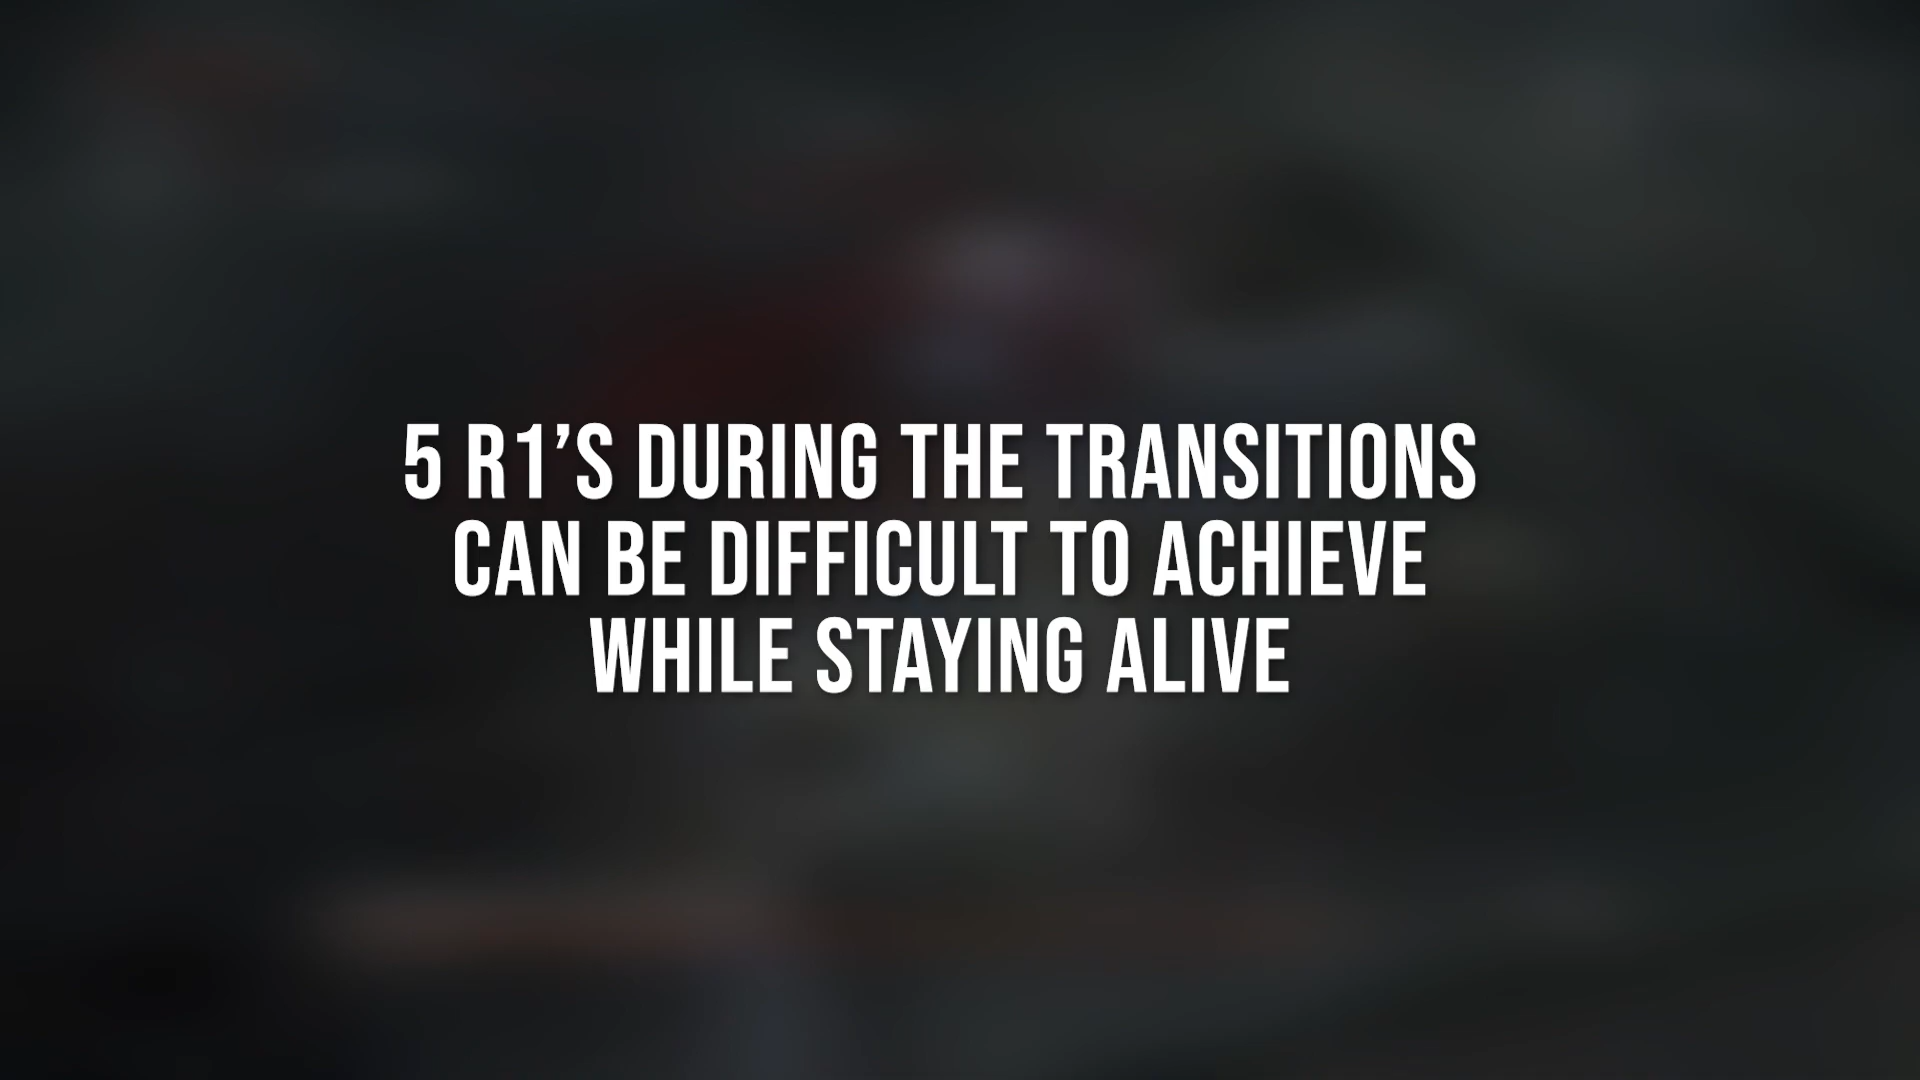 5 R1’S DURING THE TRANSITIONS
CAN BE DIFFICULT TO ACHIEVE
WHILE STAYING ALIVE